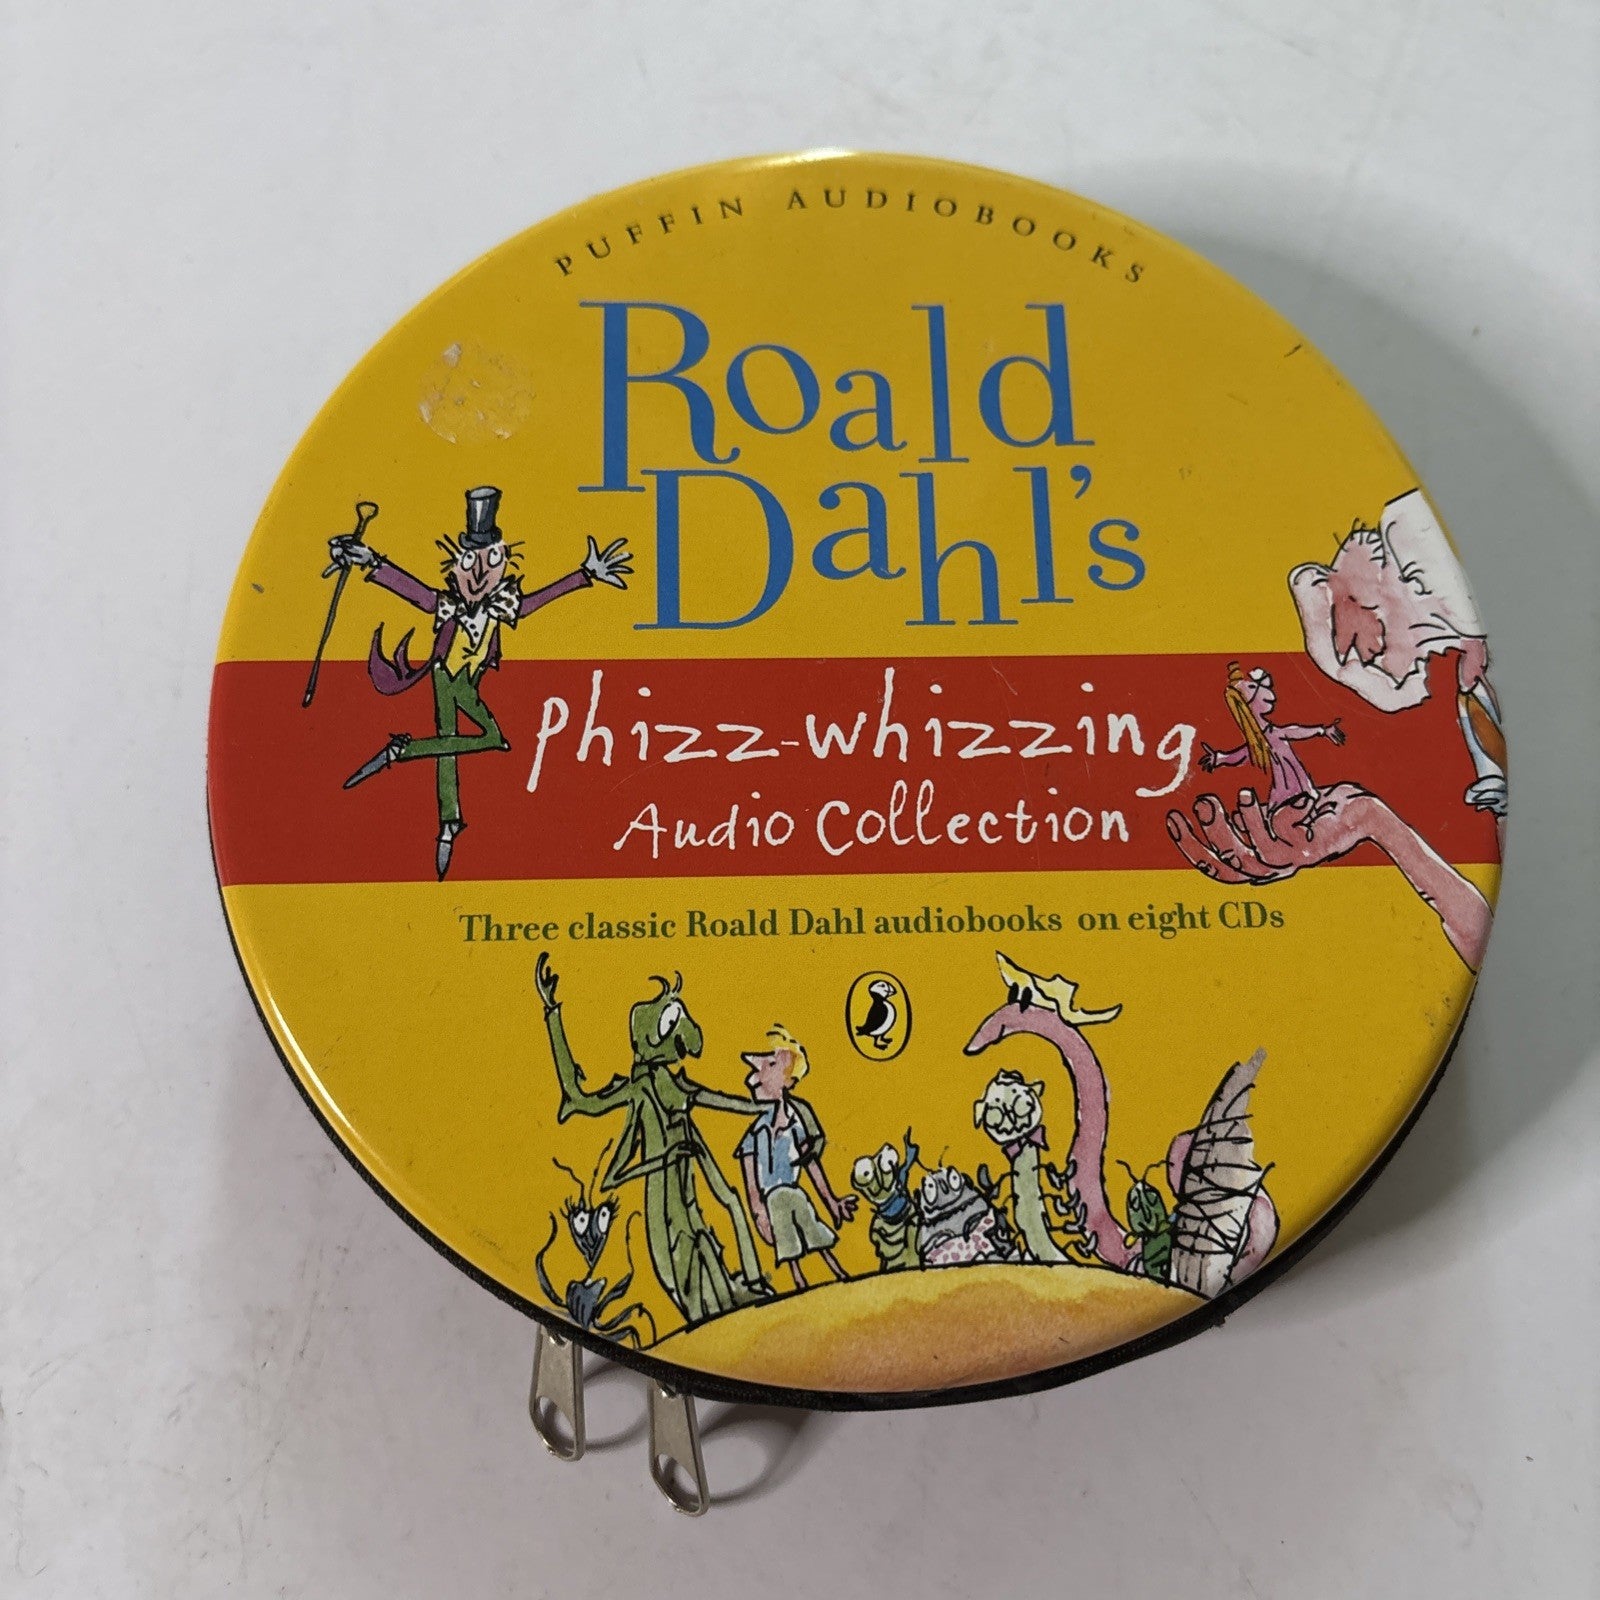 PUFFIN AUDIOBOOKS
Roald
Dahl's
phizz-whizzing
Audio Collection
Three classic Roald Dahl audiobooks on eight CDs